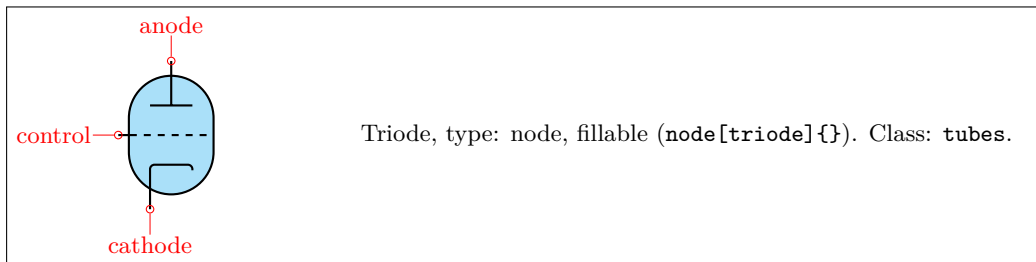 anode
control
Triode, type: node, fillable (node[triode]{}). Class: tubes.
cathode